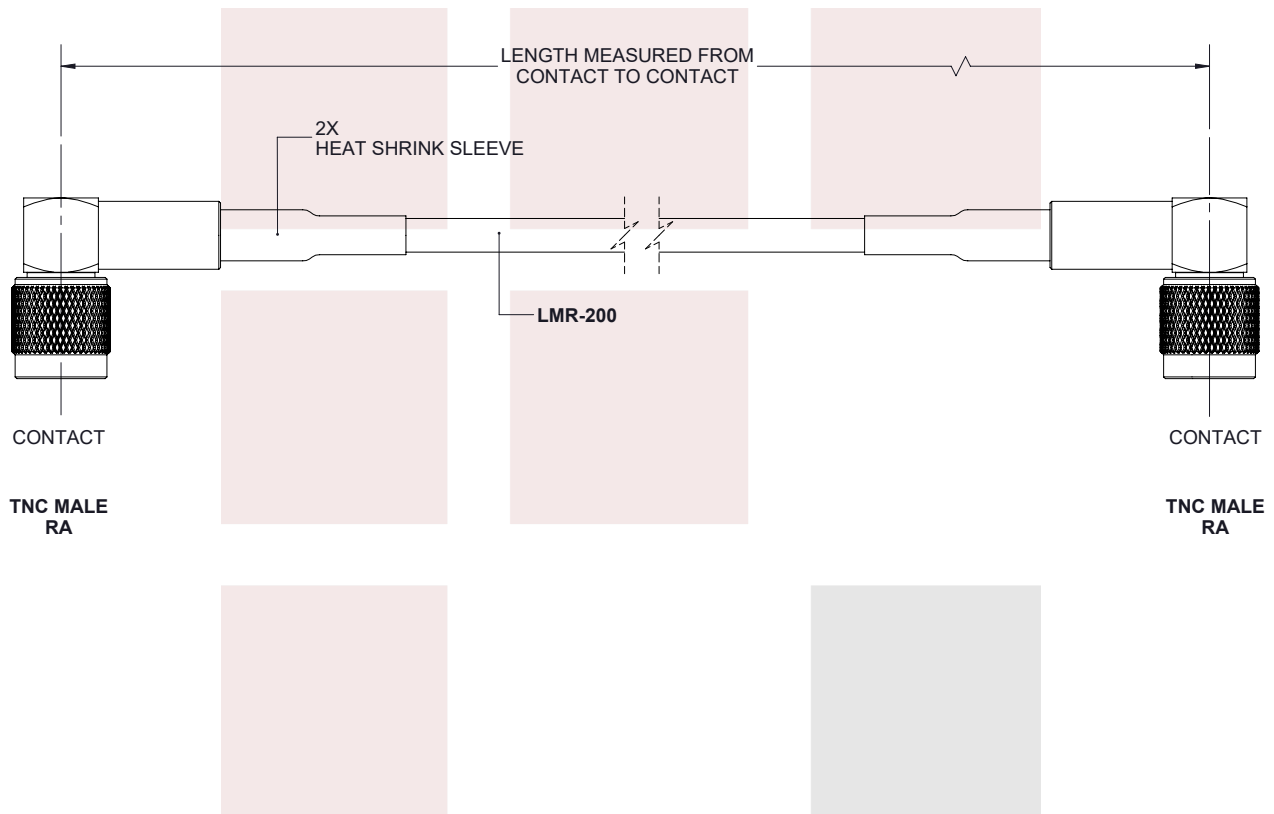 LENGTH MEASURED FROM
CONTACT TO CONTACT
2X
HEAT SHRINK SLEEVE
LMR-200
CONTACT
TNC MALE
RA
CONTACT
TNC MALE
RA